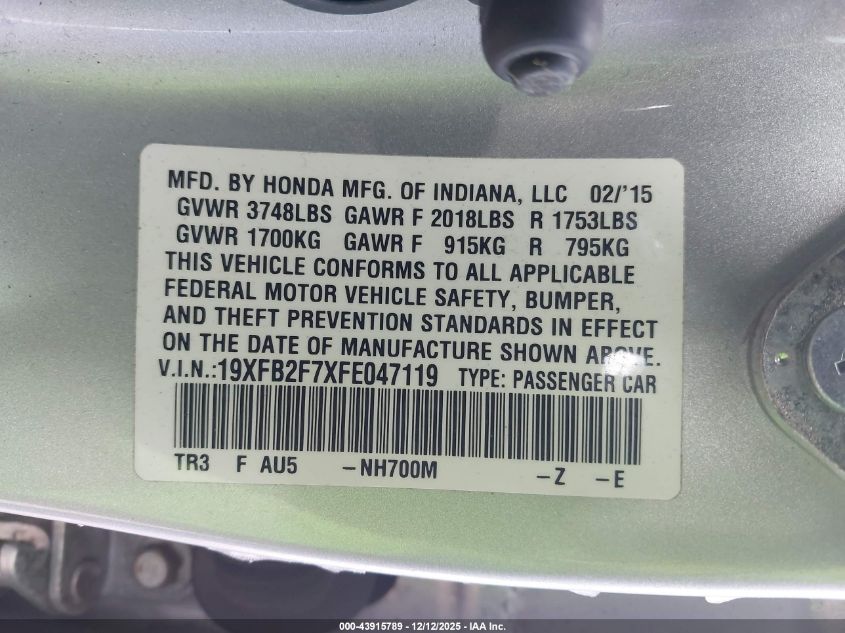 MFD. BY HONDA MFG. OF INDIANA, LLC 02/'15
GVWR 3748LBS GAWR F 2018LBS R 1753LBS
GVWR 1700KG GAWR F 915KG R 795KG
THIS VEHICLE CONFORMS TO ALL APPLICABLE
FEDERAL MOTOR VEHICLE SAFETY, BUMPER,
AND THEFT PREVENTION STANDARDS IN EFFECT
ON THE DATE OF MANUFACTURE SHOWN ABOVE.
V.I.N.:19XFB2F7XFE047119 TYPE: PASSENGER CAR
TR3 F AU5 -NH700M -Z -E
000-43915789 - 12/12/2025 - IAA Inc.